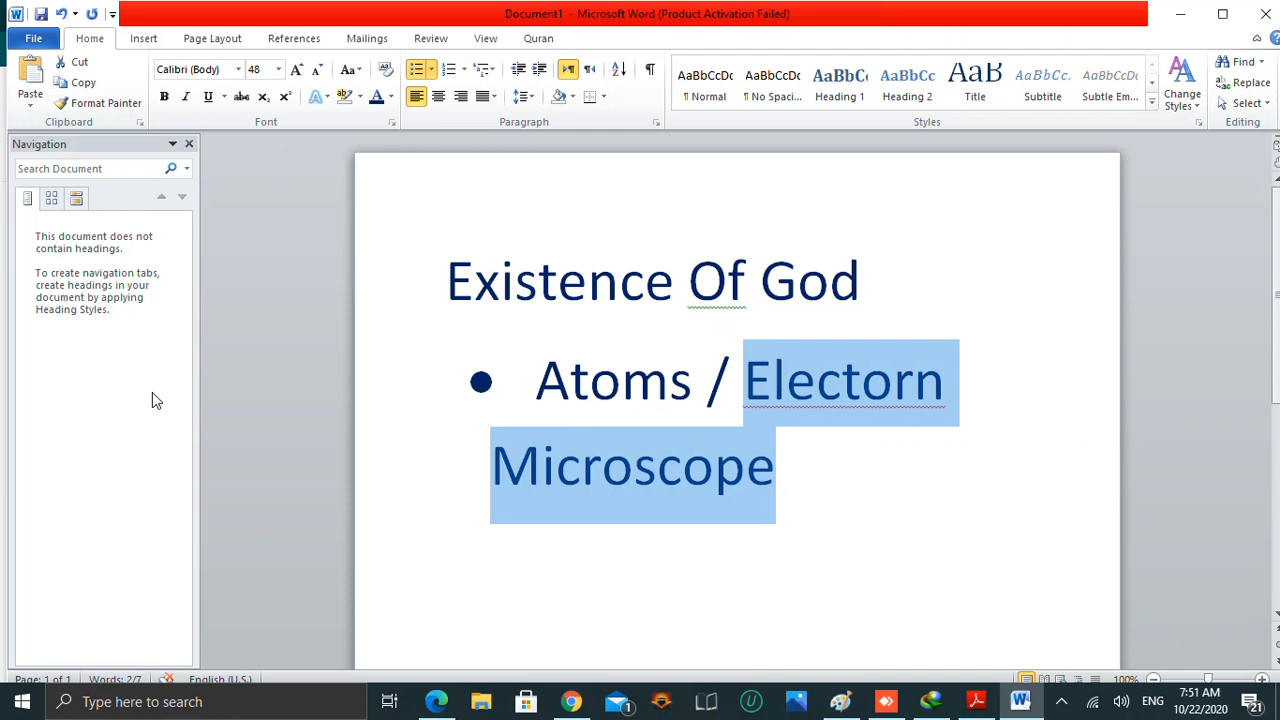 Document1 - Microsoft Word (Product Activation Failed)
File Home Insert Page Layout References Mailings Review View Quran
Paste
Cut
Copy
Format Painter
Clipboard
Calibri (Body) 48
Font
Paragraph
AaBbCcDc AaBbCcDc AaBbCc AaBbCc AaB AaBbCc. AaBbCcDc
¶ Normal ¶ No Spaci... Heading 1 Heading 2 Title Subtitle Subtle Em...
Styles
Change
Styles
Find
Replace
Select
Editing
Navigation
Search Document
This document does not
contain headings.
To create navigation tabs,
create headings in your
document by applying
Heading Styles.
Existence Of God
• Atoms / Electorn
Microscope
Page: 1 of 1 Words: 2/7 English (U.S.) 100%
Type here to search
1
ENG
7:51 AM
10/22/2020
21